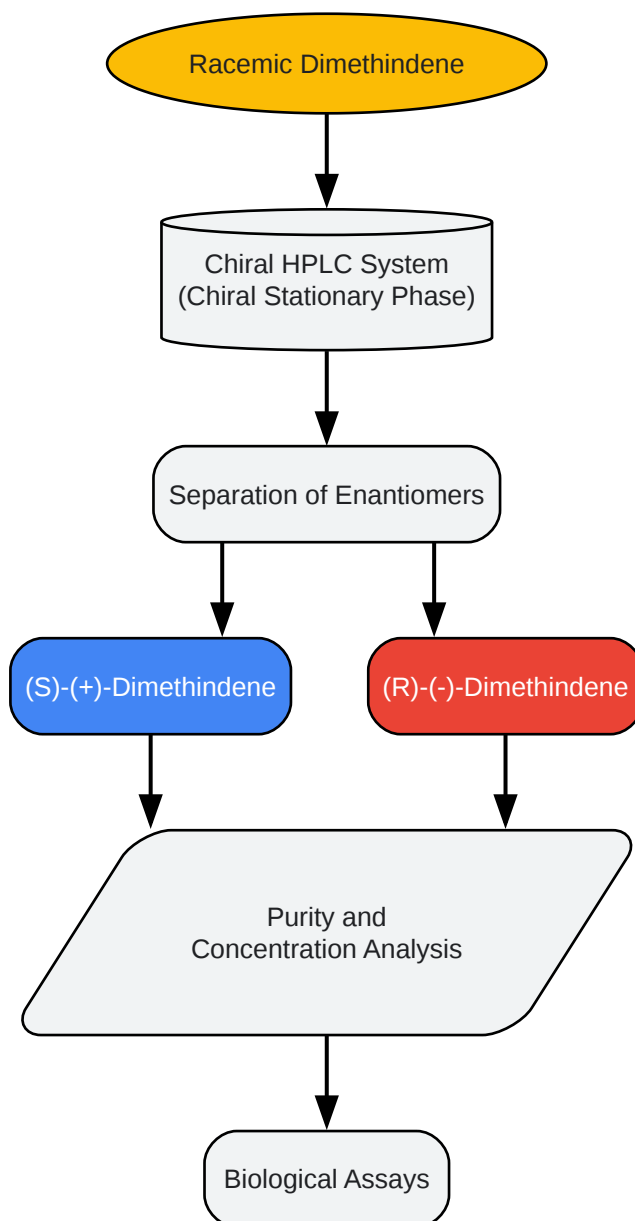 Racemic Dimethindene
Chiral HPLC System
(Chiral Stationary Phase)
Separation of Enantiomers
(S)-(+)-Dimethindene
(R)-(-)-Dimethindene
Purity and
Concentration Analysis
Biological Assays